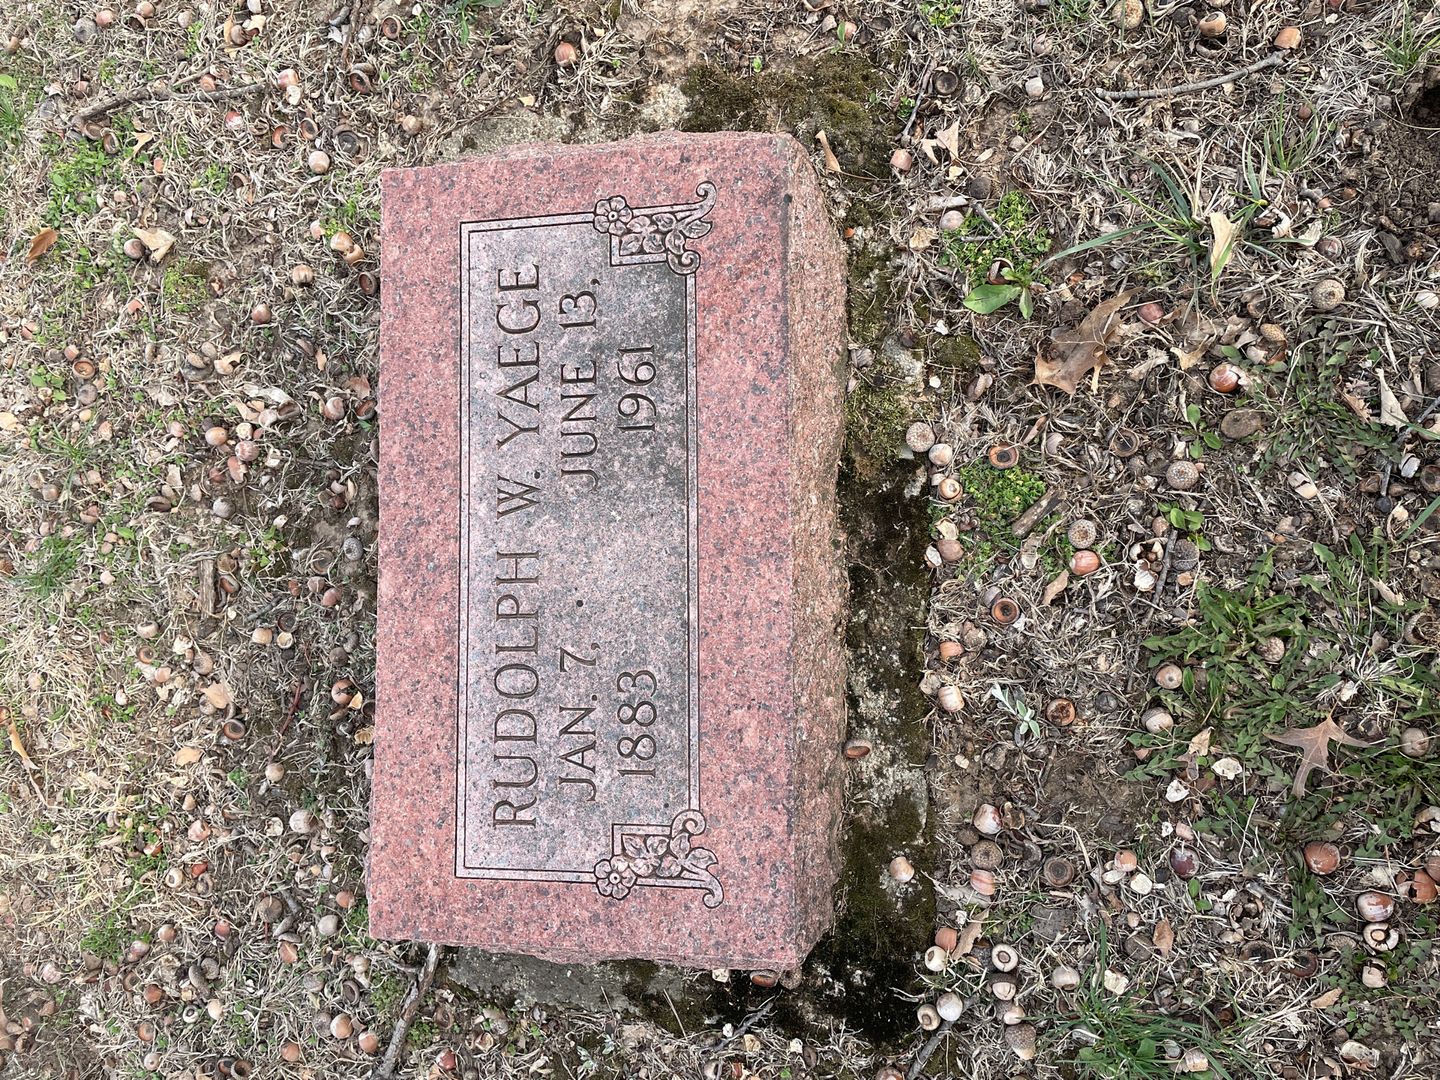 RUDOLPH W. YAEGE
JAN. 7, JUNE 13,
1883 1961